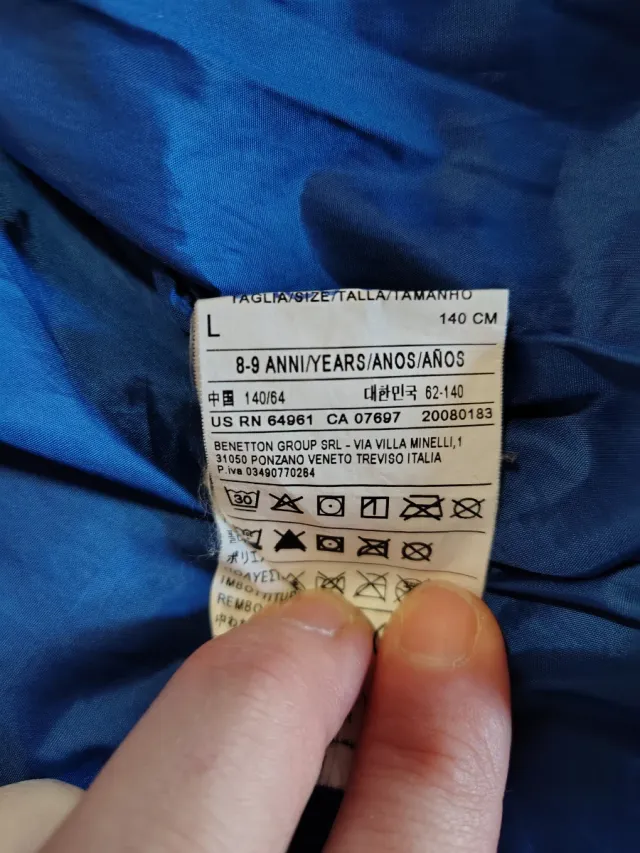 TAGLIA/SIZE/TALLA/TAMANHO
L 140 CM
8-9 ANNI/YEARS/ANOS/AÑOS
中国 140/64 대한민국 62-140
US RN 64961 CA 07697 20080183
BENETTON GROUP SRL - VIA VILLA MINELLI,1
31050 PONZANO VENETO TREVISO ITALIA
P.iva 03490770264
30